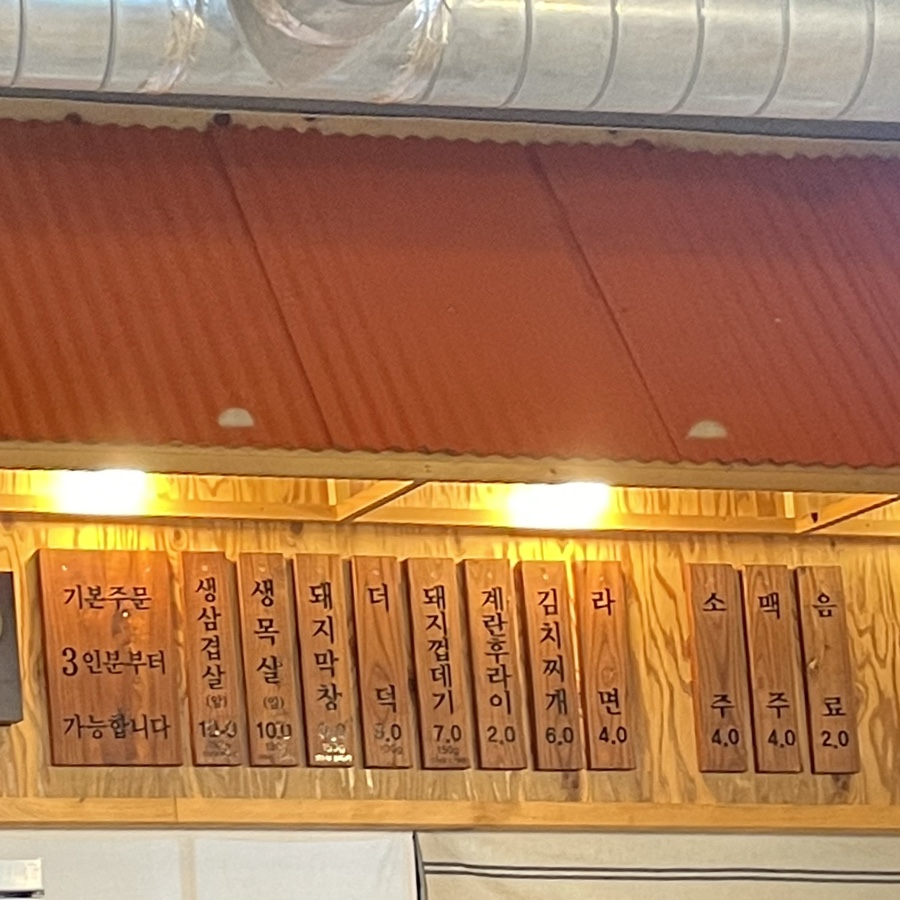 기본주문
3인분부터
가능합니다
생삼겹살
생목살
10.0
돼지막창
더덕
돼지껍데기
7.0
150g
계란후라이
2.0
김치찌개
6.0
라면
4.0
소주
4.0
맥주
4.0
음료
2.0